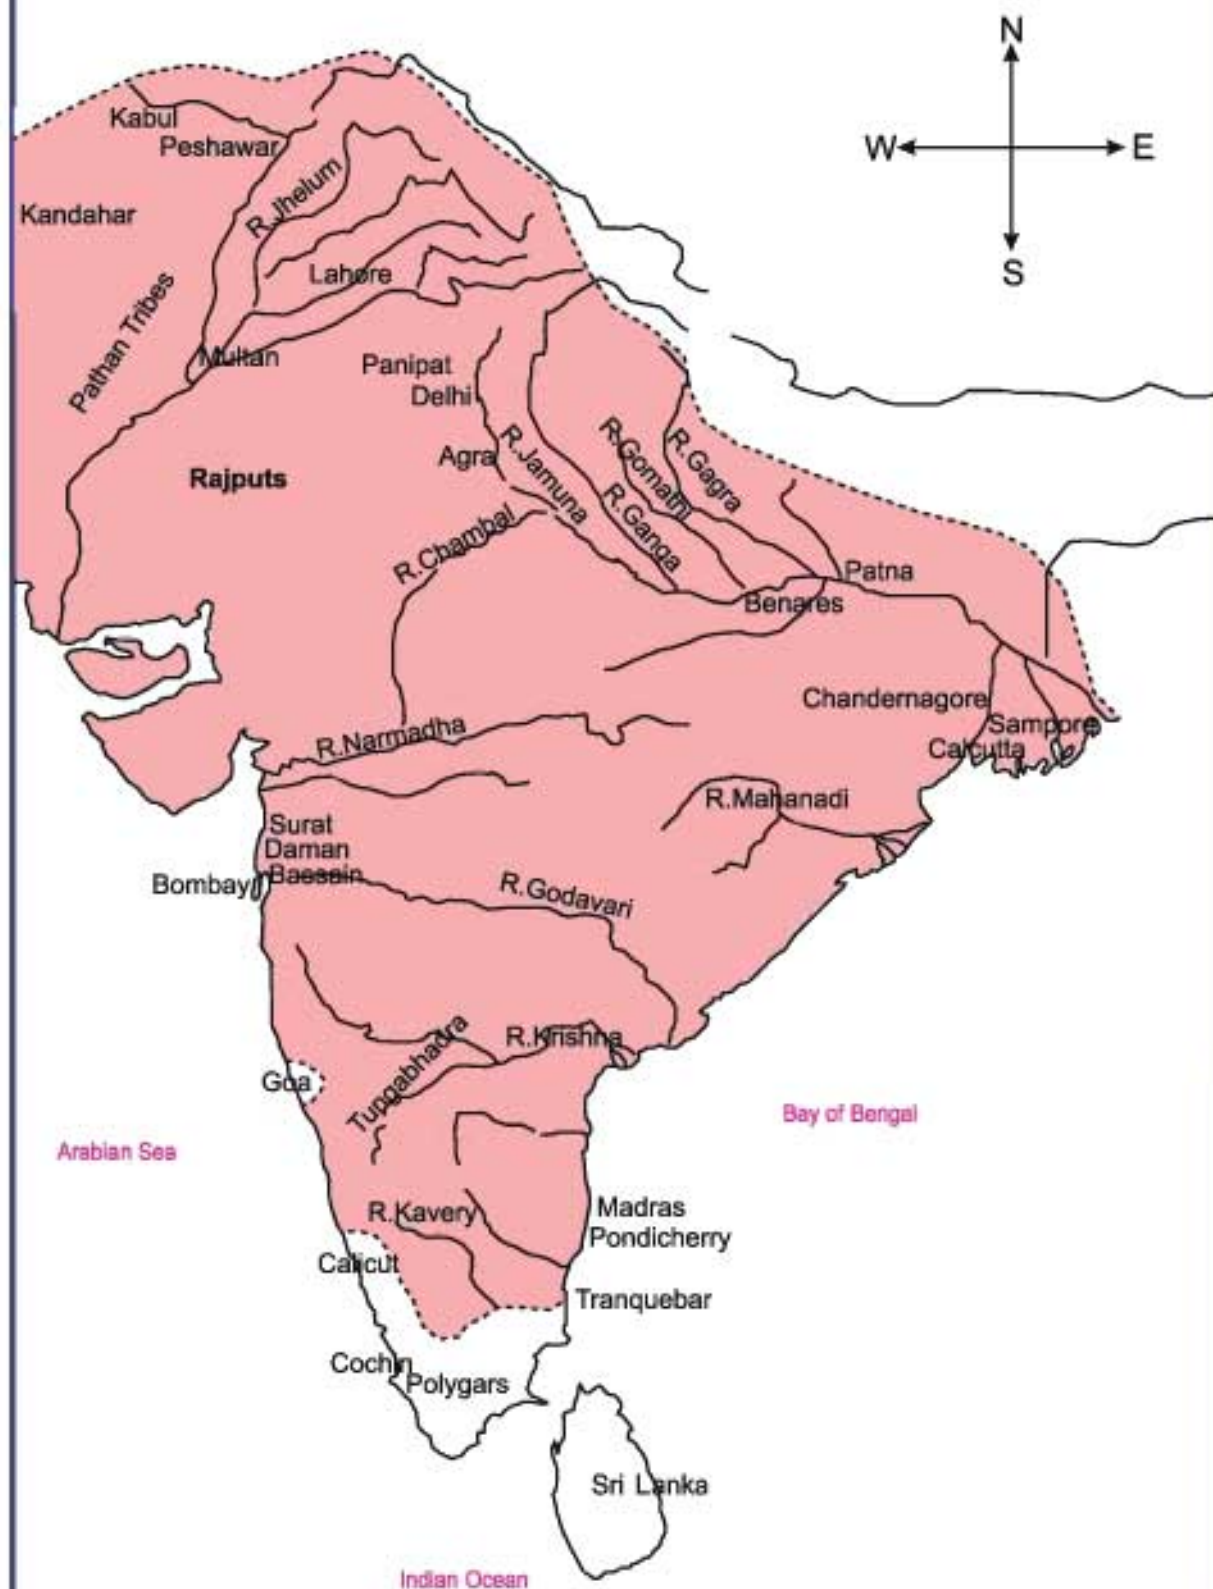 N
W
E
S
Kabul
Peshawar
Kandahar
R.Jhelum
Lahore
Pathan Tribes
Multan
Panipat
Delhi
Agra
Rajputs
R.Jamuna
R.Gomathi
R.Gagra
R.Ganga
R.Chambal
Patna
Benares
Chandernagore
Sampore
Calcutta
R.Narmadha
R.Mahanadi
Surat
Daman
Bassein
Bombay
R.Godavari
R.Krishna
Tungabhadra
Goa
Bay of Bengal
Arabian Sea
R.Kavery
Madras
Pondicherry
Calicut
Tranquebar
Cochin
Polygars
Sri Lanka
Indian Ocean